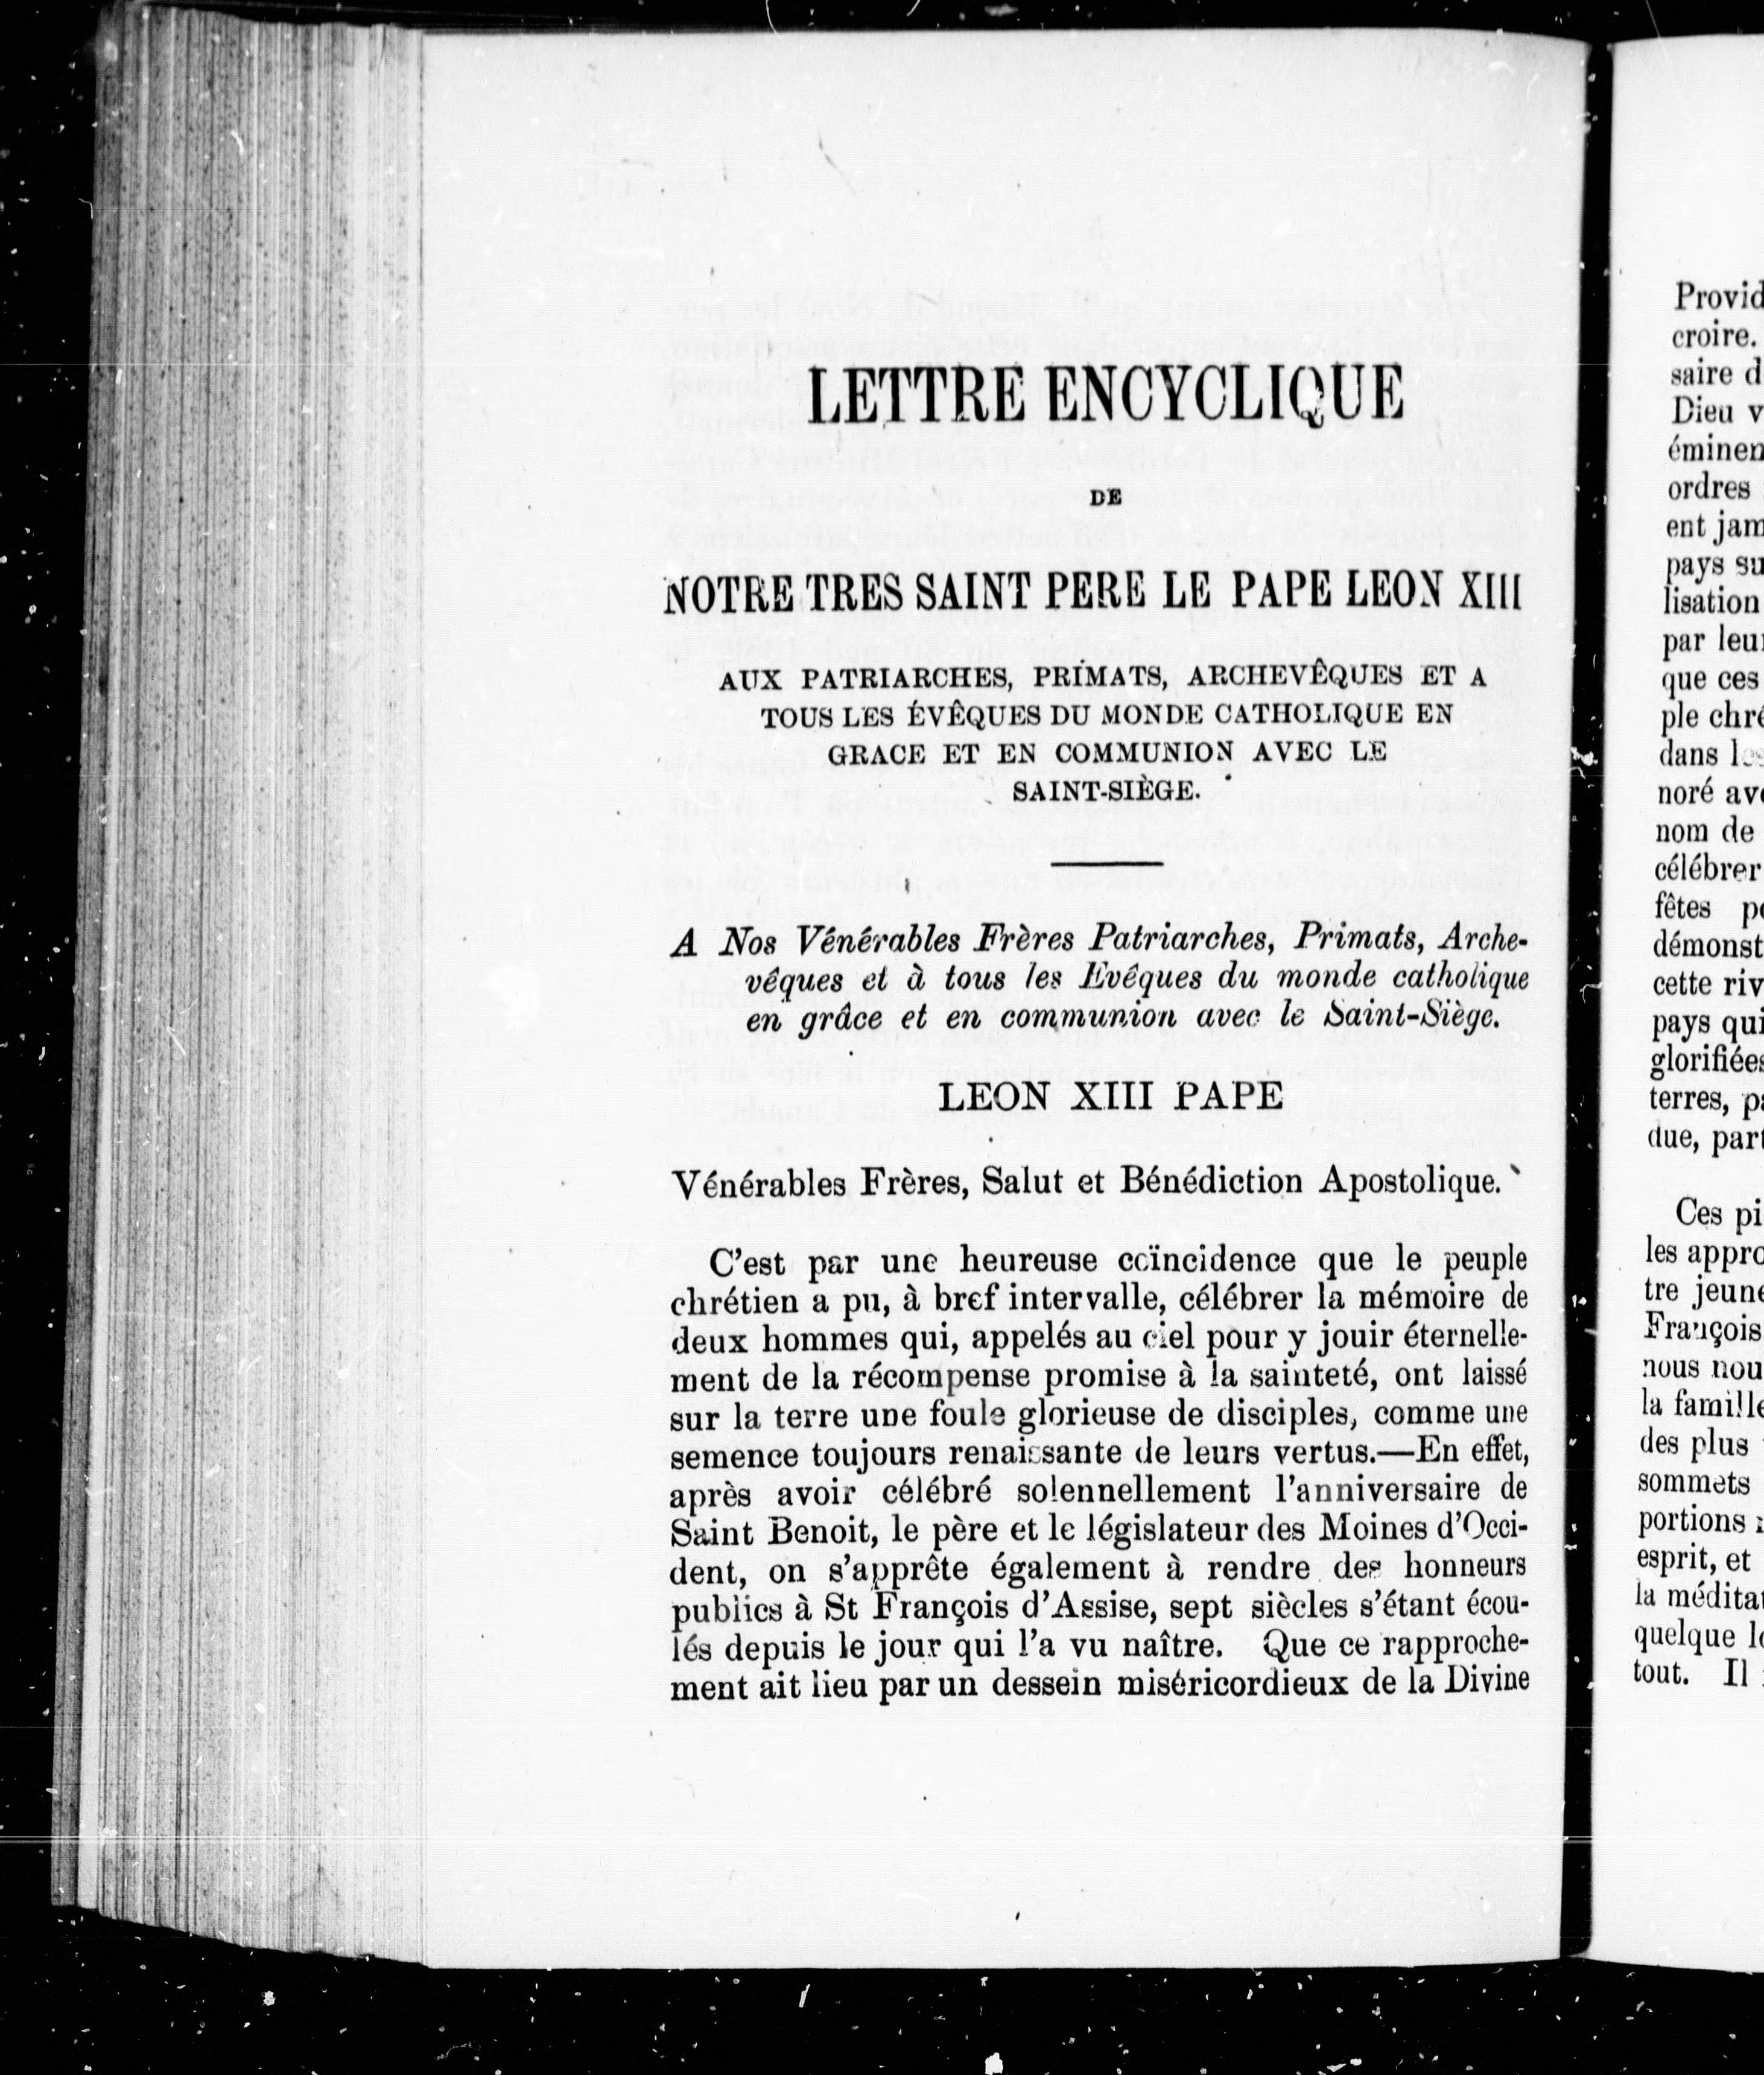 LETTRE ENCYCLIQUE
DE
NOTRE TRES SAINT PERE LE PAPE LEON XIII
AUX PATRIARCHES, PRIMATS, ARCHEVÊQUES ET A
TOUS LES ÉVÊQUES DU MONDE CATHOLIQUE EN
GRACE ET EN COMMUNION AVEC LE
SAINT-SIÈGE.
A Nos Vénérables Frères Patriarches, Primats, Arche-
vêques et à tous les Evêques du monde catholique
en grâce et en communion avec le Saint-Siège.
LEON XIII PAPE
Vénérables Frères, Salut et Bénédiction Apostolique.
C'est par une heureuse coïncidence que le peuple
chrétien a pu, à bref intervalle, célébrer la mémoire de
deux hommes qui, appelés au ciel pour y jouir éternelle-
ment de la récompense promise à la sainteté, ont laissé
sur la terre une foule glorieuse de disciples, comme une
semence toujours renaissante de leurs vertus.—En effet,
après avoir célébré solennellement l'anniversaire de
Saint Benoit, le père et le législateur des Moines d'Occi-
dent, on s'apprête également à rendre des honneurs
publics à St François d'Assise, sept siècles s'étant écou-
lés depuis le jour qui l'a vu naître. Que ce rapproche-
ment ait lieu par un dessein miséricordieux de la Divine
Provid
croire.
saire d
Dieu v
éminen
ordres
ent jam
pays su
lisation
par leur
que ces
ple chré
dans les
noré ave
nom de
célébrer
fêtes po
démonst
cette riv
pays qui
glorifiées
terres, pa
due, part
Ces pi
les appro
tre jeune
François
nous nou
la famille
des plus
sommets
portions
esprit, et
la méditat
quelque lo
tout. Il